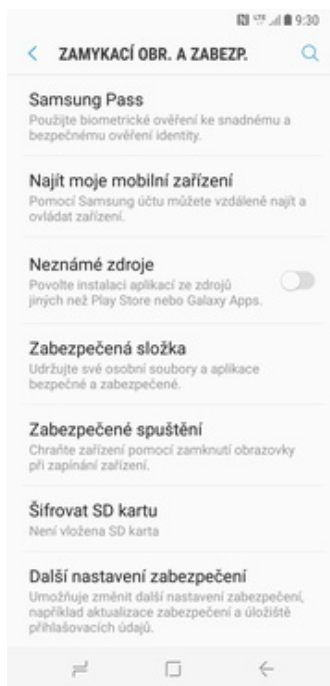 9:30
ZAMYKACÍ OBR. A ZABEZP.
Samsung Pass
Použijte biometrické ověření ke snadnému a
bezpečnému ověření identity.
Najít moje mobilní zařízení
Pomocí Samsung účtu můžete vzdáleně najít a
ovládat zařízení.
Neznámé zdroje
Povolte instalaci aplikací ze zdrojů
jiných než Play Store nebo Galaxy Apps.
Zabezpečená složka
Udržujte své osobní soubory a aplikace
bezpečné a zabezpečené.
Zabezpečené spuštění
Chraňte zařízení pomocí zamknutí obrazovky
při zapínání zařízení.
Šifrovat SD kartu
Není vložena SD karta
Další nastavení zabezpečení
Umožňuje změnit další nastavení zabezpečení,
například aktualizace zabezpečení a úložiště
přihlašovacích údajů.